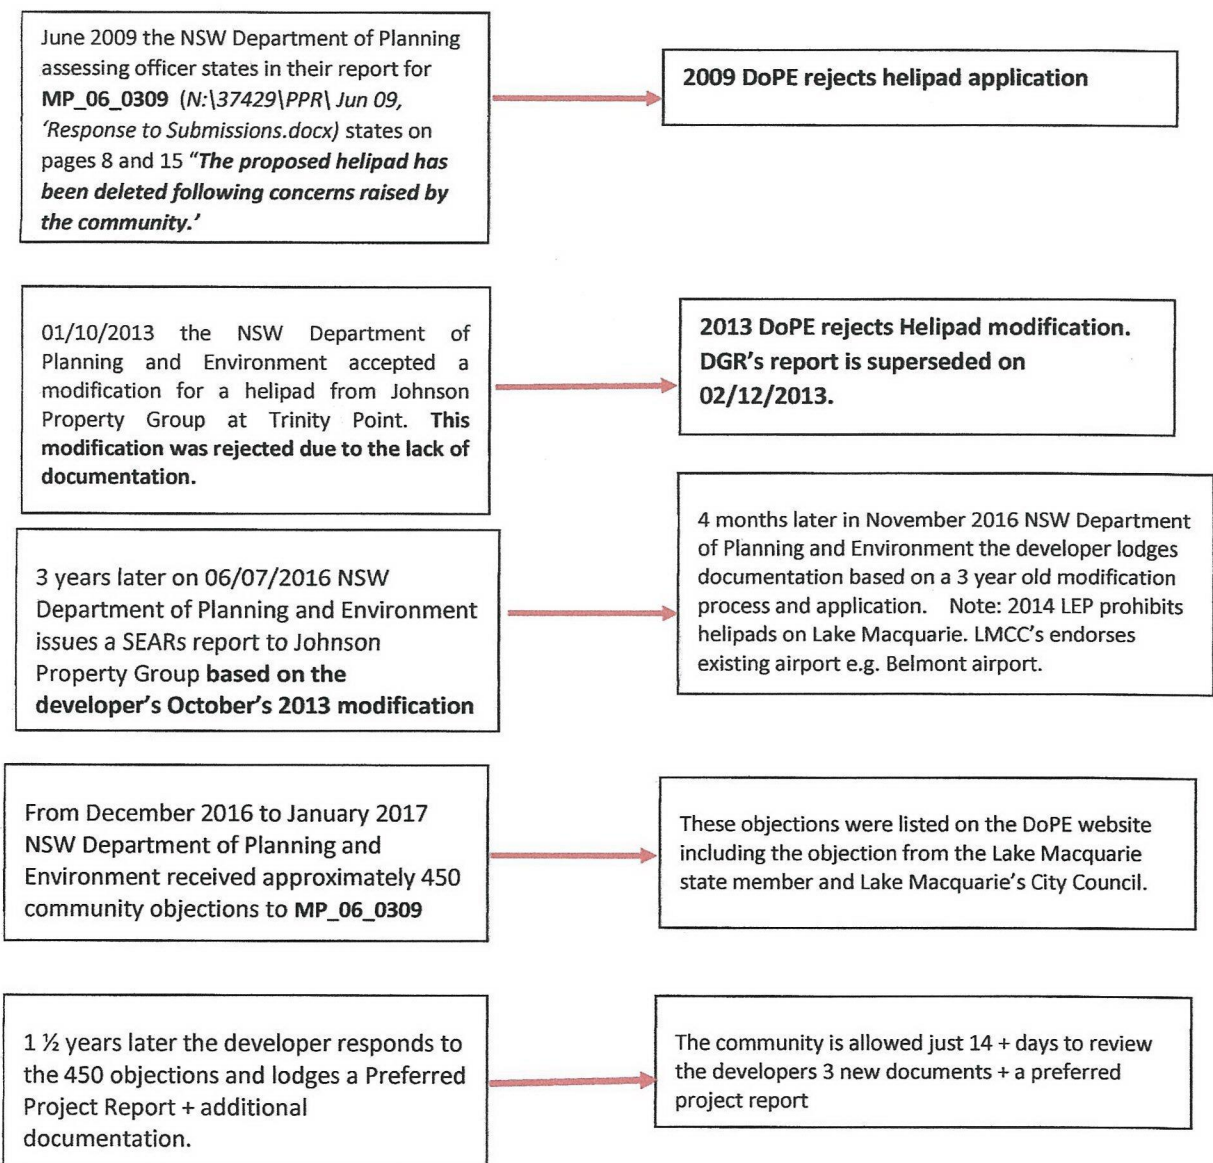 June 2009 the NSW Department of Planning
assessing officer states in their report for
MP_06_0309 (N:\37429\PPR\ Jun 09,
‘Response to Submissions.docx) states on
pages 8 and 15 “The proposed helipad has
been deleted following concerns raised by
the community.’
2009 DoPE rejects helipad application
01/10/2013 the NSW Department of
Planning and Environment accepted a
modification for a helipad from Johnson
Property Group at Trinity Point. This
modification was rejected due to the lack of
documentation.
2013 DoPE rejects Helipad modification.
DGR’s report is superseded on
02/12/2013.
3 years later on 06/07/2016 NSW
Department of Planning and Environment
issues a SEARs report to Johnson
Property Group based on the
developer’s October’s 2013 modification
4 months later in November 2016 NSW Department
of Planning and Environment the developer lodges
documentation based on a 3 year old modification
process and application. Note: 2014 LEP prohibits
helipads on Lake Macquarie. LMCC’s endorses
existing airport e.g. Belmont airport.
From December 2016 to January 2017
NSW Department of Planning and
Environment received approximately 450
community objections to MP_06_0309
These objections were listed on the DoPE website
including the objection from the Lake Macquarie
state member and Lake Macquarie’s City Council.
1 ½ years later the developer responds to
the 450 objections and lodges a Preferred
Project Report + additional
documentation.
The community is allowed just 14 + days to review
the developers 3 new documents + a preferred
project report